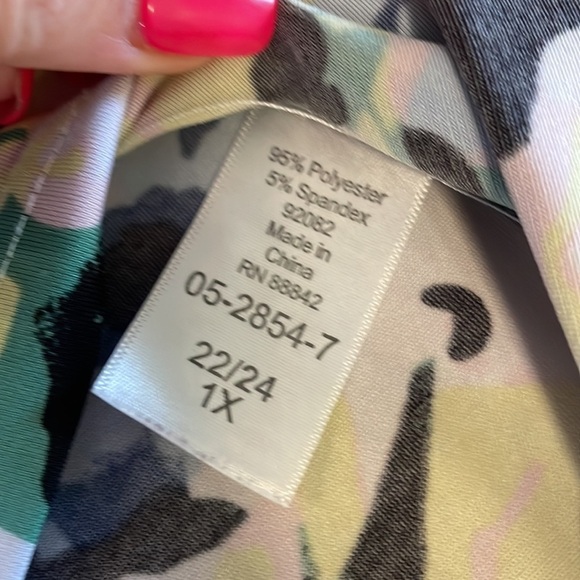 95% Polyester
5% Spandex
92082
Made in
China
RN 88842
05-2854-7
22/24
1X